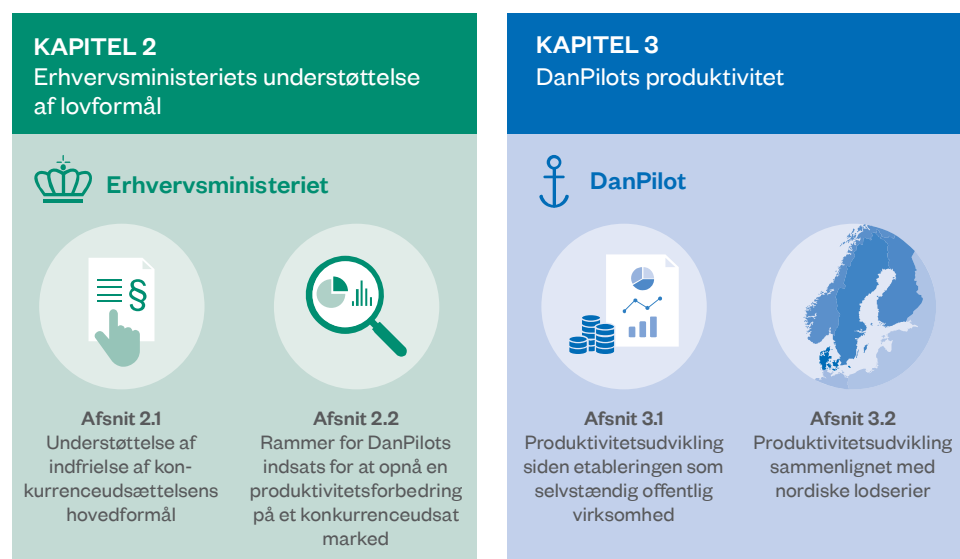 KAPITEL 2
Erhvervsministeriets understøttelse
af lovformål
Erhvervsministeriet
§
Afsnit 2.1
Understøttelse af
indfrielse af kon-
kurrenceudsættelsens
hovedformål
Afsnit 2.2
Rammer for DanPilots
indsats for at opnå en
produktivitetsforbedring
på et konkurrenceudsat
marked
KAPITEL 3
DanPilots produktivitet
DanPilot
Afsnit 3.1
Produktivitetsudvikling
siden etableringen som
selvstændig offentlig
virksomhed
Afsnit 3.2
Produktivitetsudvikling
sammenlignet med
nordiske lodserier